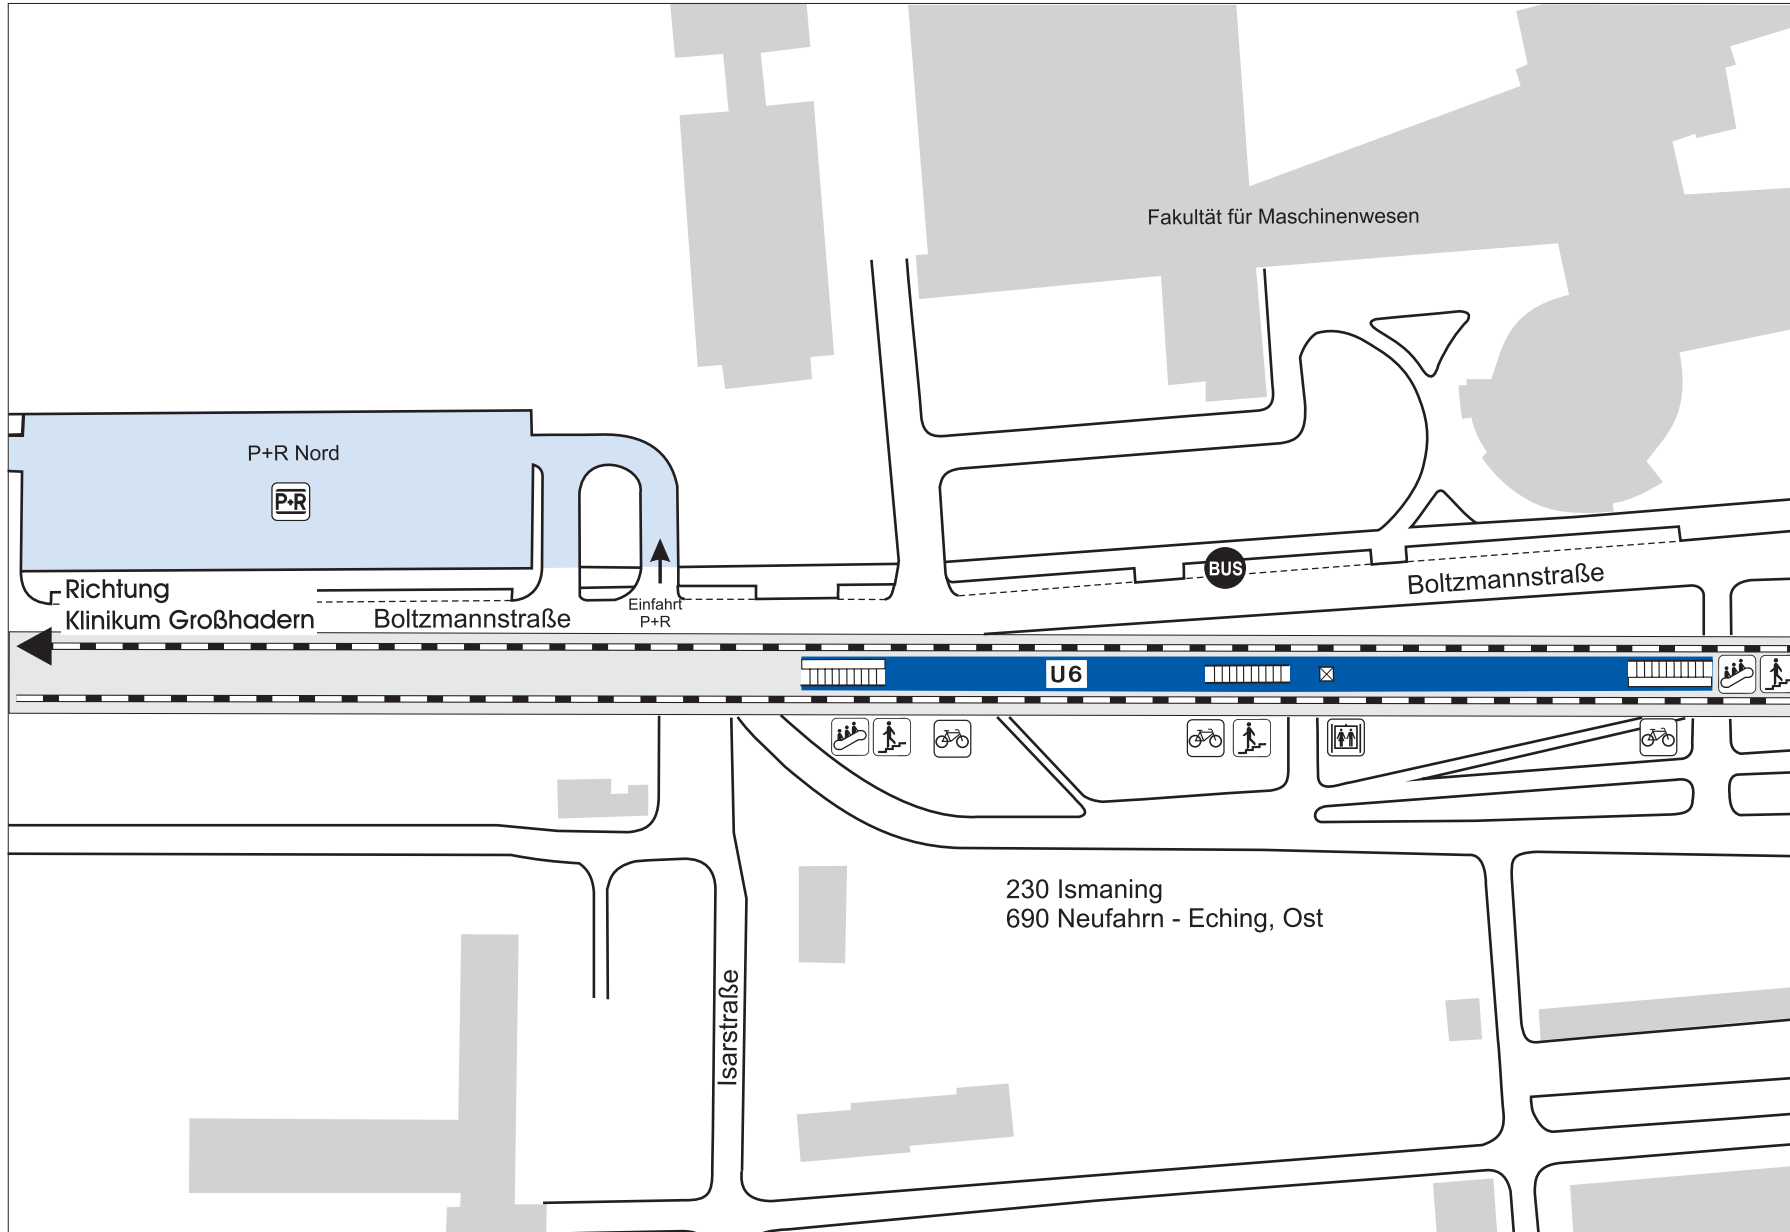 Fakultät für Maschinenwesen
P+R Nord
P+R
BUS
Richtung
Klinikum Großhadern
Boltzmannstraße
Einfahrt
P+R
Boltzmannstraße
U6
230 Ismaning
690 Neufahrn - Eching, Ost
Isarstraße